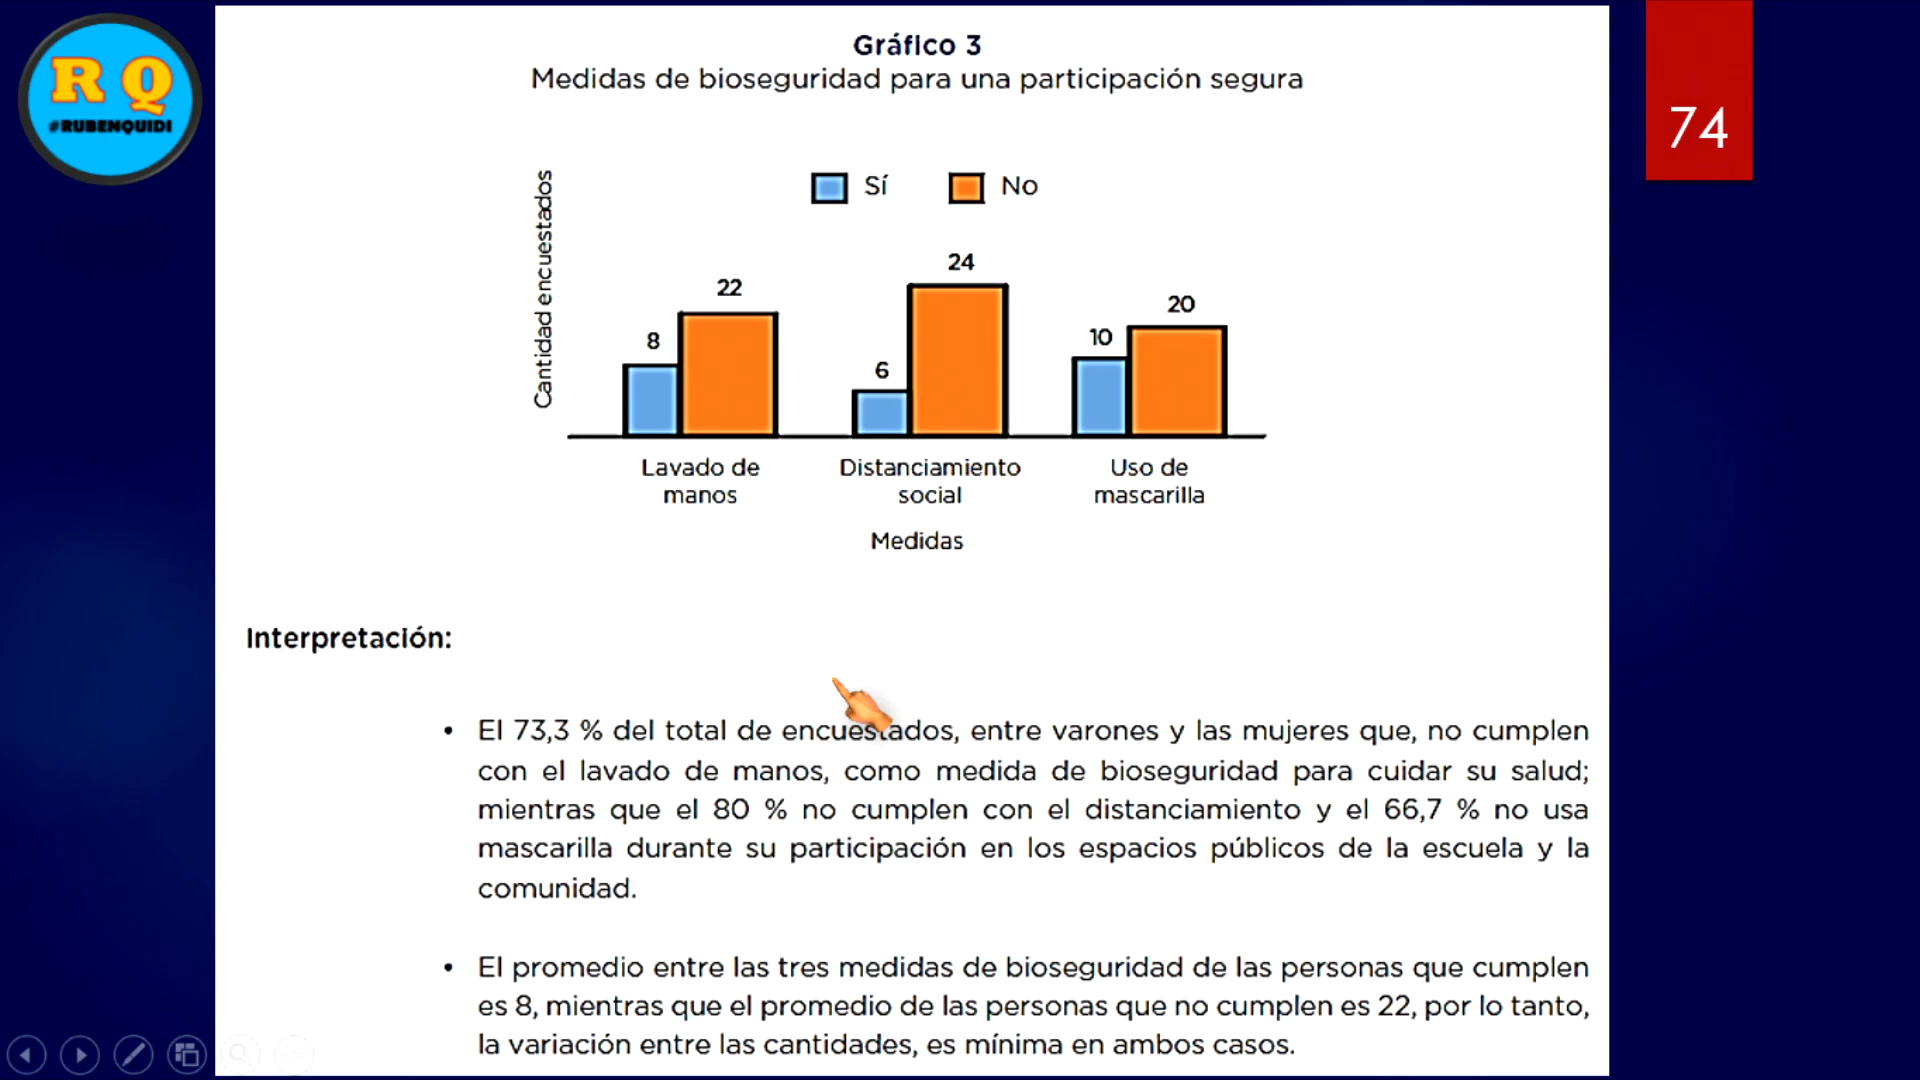 R Q
#RUBENQUIDI
74
Gráfico 3
Medidas de bioseguridad para una participación segura
Sí
No
Cantidad encuestados
8
22
6
24
10
20
Lavado de
manos
Distanciamiento
social
Uso de
mascarilla
Medidas
Interpretación:
• El 73,3 % del total de encuestados, entre varones y las mujeres que, no cumplen
con el lavado de manos, como medida de bioseguridad para cuidar su salud;
mientras que el 80 % no cumplen con el distanciamiento y el 66,7 % no usa
mascarilla durante su participación en los espacios públicos de la escuela y la
comunidad.
• El promedio entre las tres medidas de bioseguridad de las personas que cumplen
es 8, mientras que el promedio de las personas que no cumplen es 22, por lo tanto,
la variación entre las cantidades, es mínima en ambos casos.